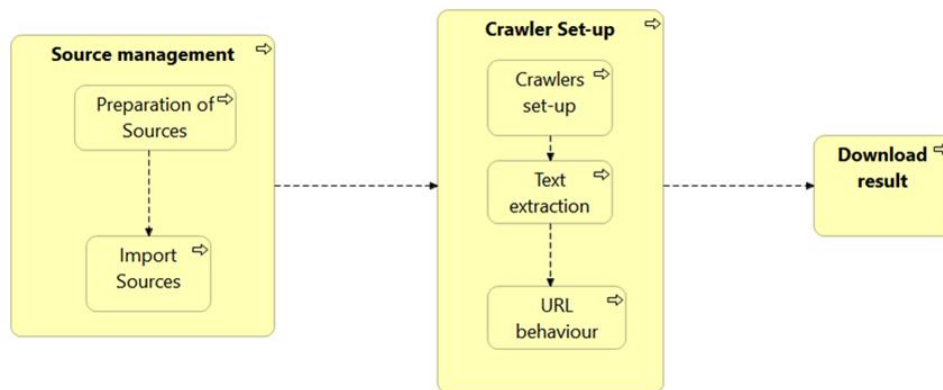 Source management
Preparation of
Sources
Import
Sources
Crawler Set-up
Crawlers
set-up
Text
extraction
URL
behaviour
Download
result